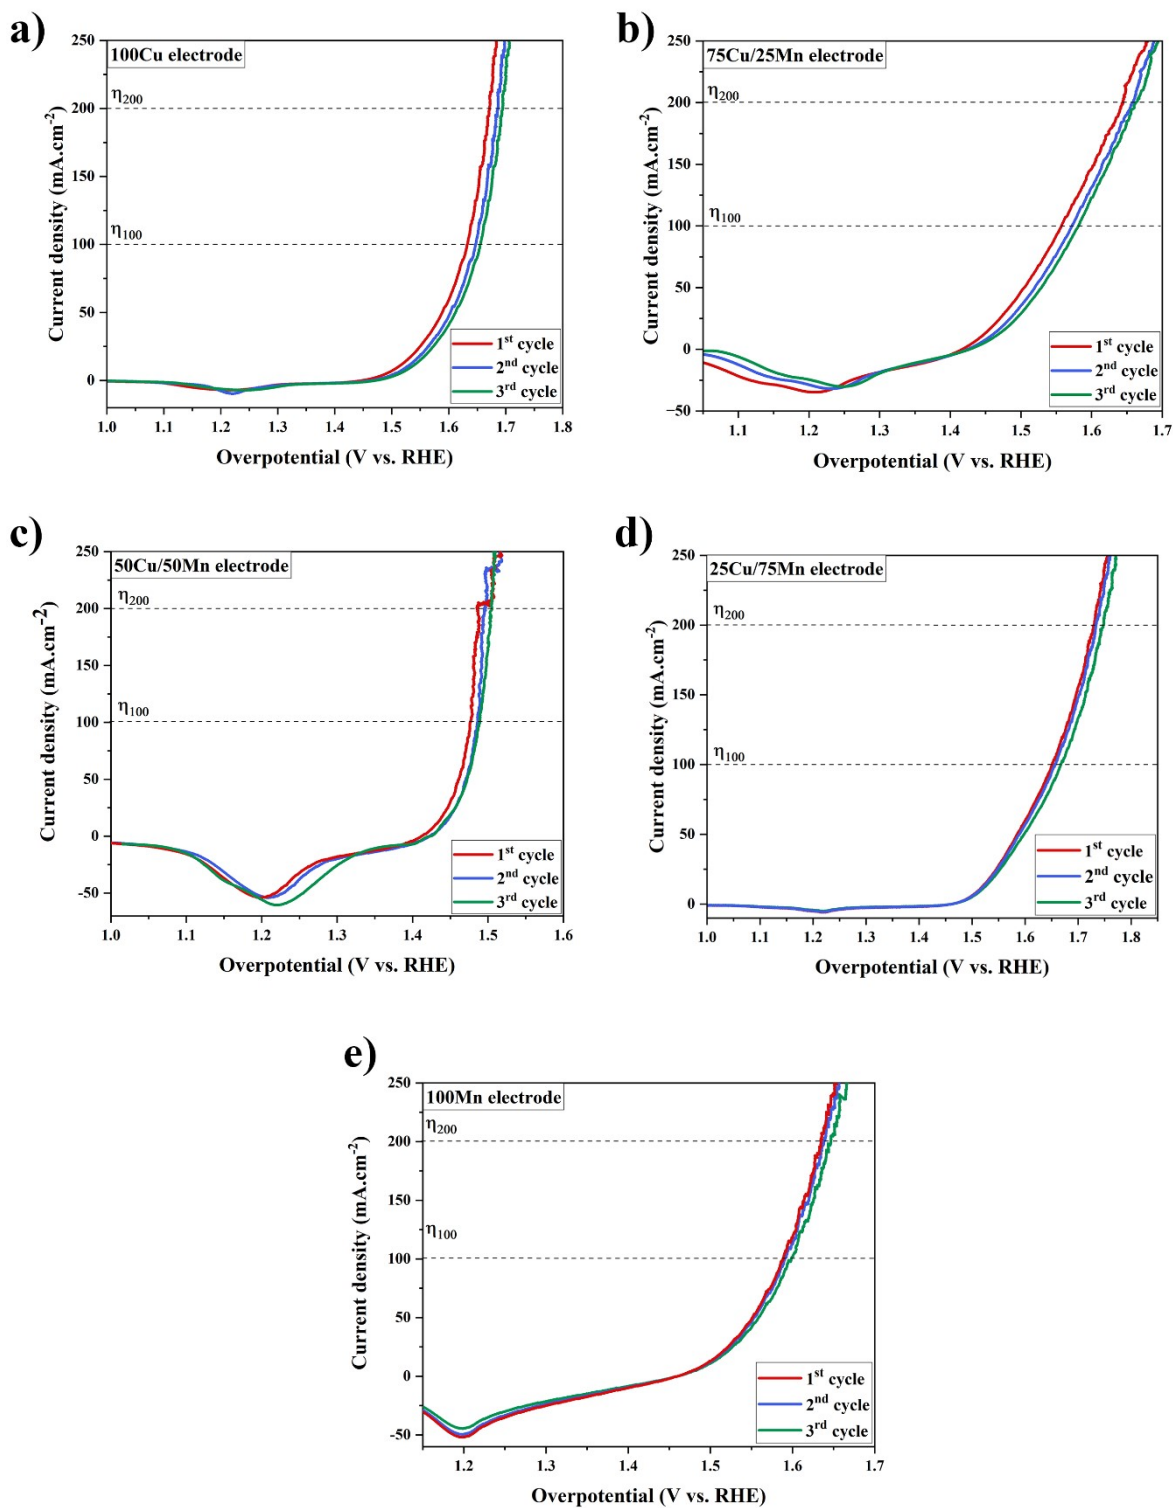 a)
100Cu electrode
η200
η100
1st cycle
2nd cycle
3rd cycle
250
200
150
100
50
0
1.0 1.1 1.2 1.3 1.4 1.5 1.6 1.7 1.8
Current density (mA.cm-2)
Overpotential (V vs. RHE)
b)
75Cu/25Mn electrode
η200
η100
1st cycle
2nd cycle
3rd cycle
250
200
150
100
50
0
−50
1.1 1.2 1.3 1.4 1.5 1.6 1.7
Current density (mA.cm-2)
Overpotential (V vs. RHE)
c)
50Cu/50Mn electrode
η200
η100
1st cycle
2nd cycle
3rd cycle
250
200
150
100
50
0
-50
1.0 1.1 1.2 1.3 1.4 1.5 1.6
Current density (mA.cm-2)
Overpotential (V vs. RHE)
d)
25Cu/75Mn electrode
η200
η100
1st cycle
2nd cycle
3rd cycle
250
200
150
100
50
0
1.0 1.1 1.2 1.3 1.4 1.5 1.6 1.7 1.8
Current density (mA.cm-2)
Overpotential (V vs. RHE)
e)
100Mn electrode
η200
η100
1st cycle
2nd cycle
3rd cycle
250
200
150
100
50
0
-50
1.2 1.3 1.4 1.5 1.6 1.7
Current density (mA.cm-2)
Overpotential (V vs. RHE)